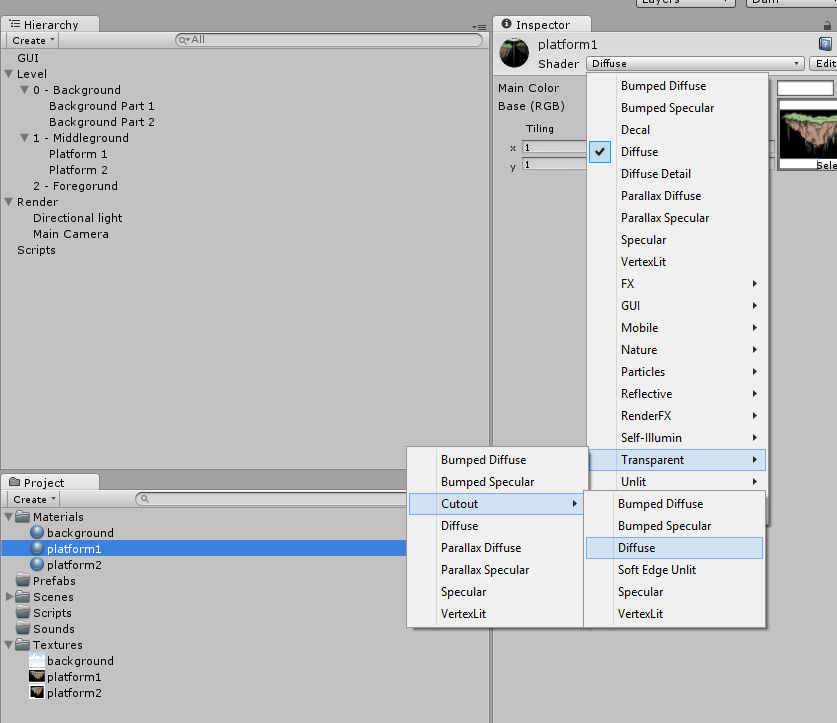 Layers
Hierarchy
Create
All
GUI
Level
0 - Background
Background Part 1
Background Part 2
1 - Middleground
Platform 1
Platform 2
2 - Foregorund
Render
Directional light
Main Camera
Scripts
Project
Create
Materials
background
platform1
platform2
Prefabs
Scenes
Scripts
Sounds
Textures
background
platform1
platform2
Inspector
platform1
Shader
Diffuse
Edit
Main Color
Base (RGB)
Tiling
x 1
y 1
Sele
Bumped Diffuse
Bumped Specular
Decal
Diffuse
Diffuse Detail
Parallax Diffuse
Parallax Specular
Specular
VertexLit
FX
GUI
Mobile
Nature
Particles
Reflective
RenderFX
Self-Illumin
Transparent
Unlit
Bumped Diffuse
Bumped Specular
Cutout
Diffuse
Parallax Diffuse
Parallax Specular
Specular
VertexLit
Bumped Diffuse
Bumped Specular
Diffuse
Soft Edge Unlit
Specular
VertexLit